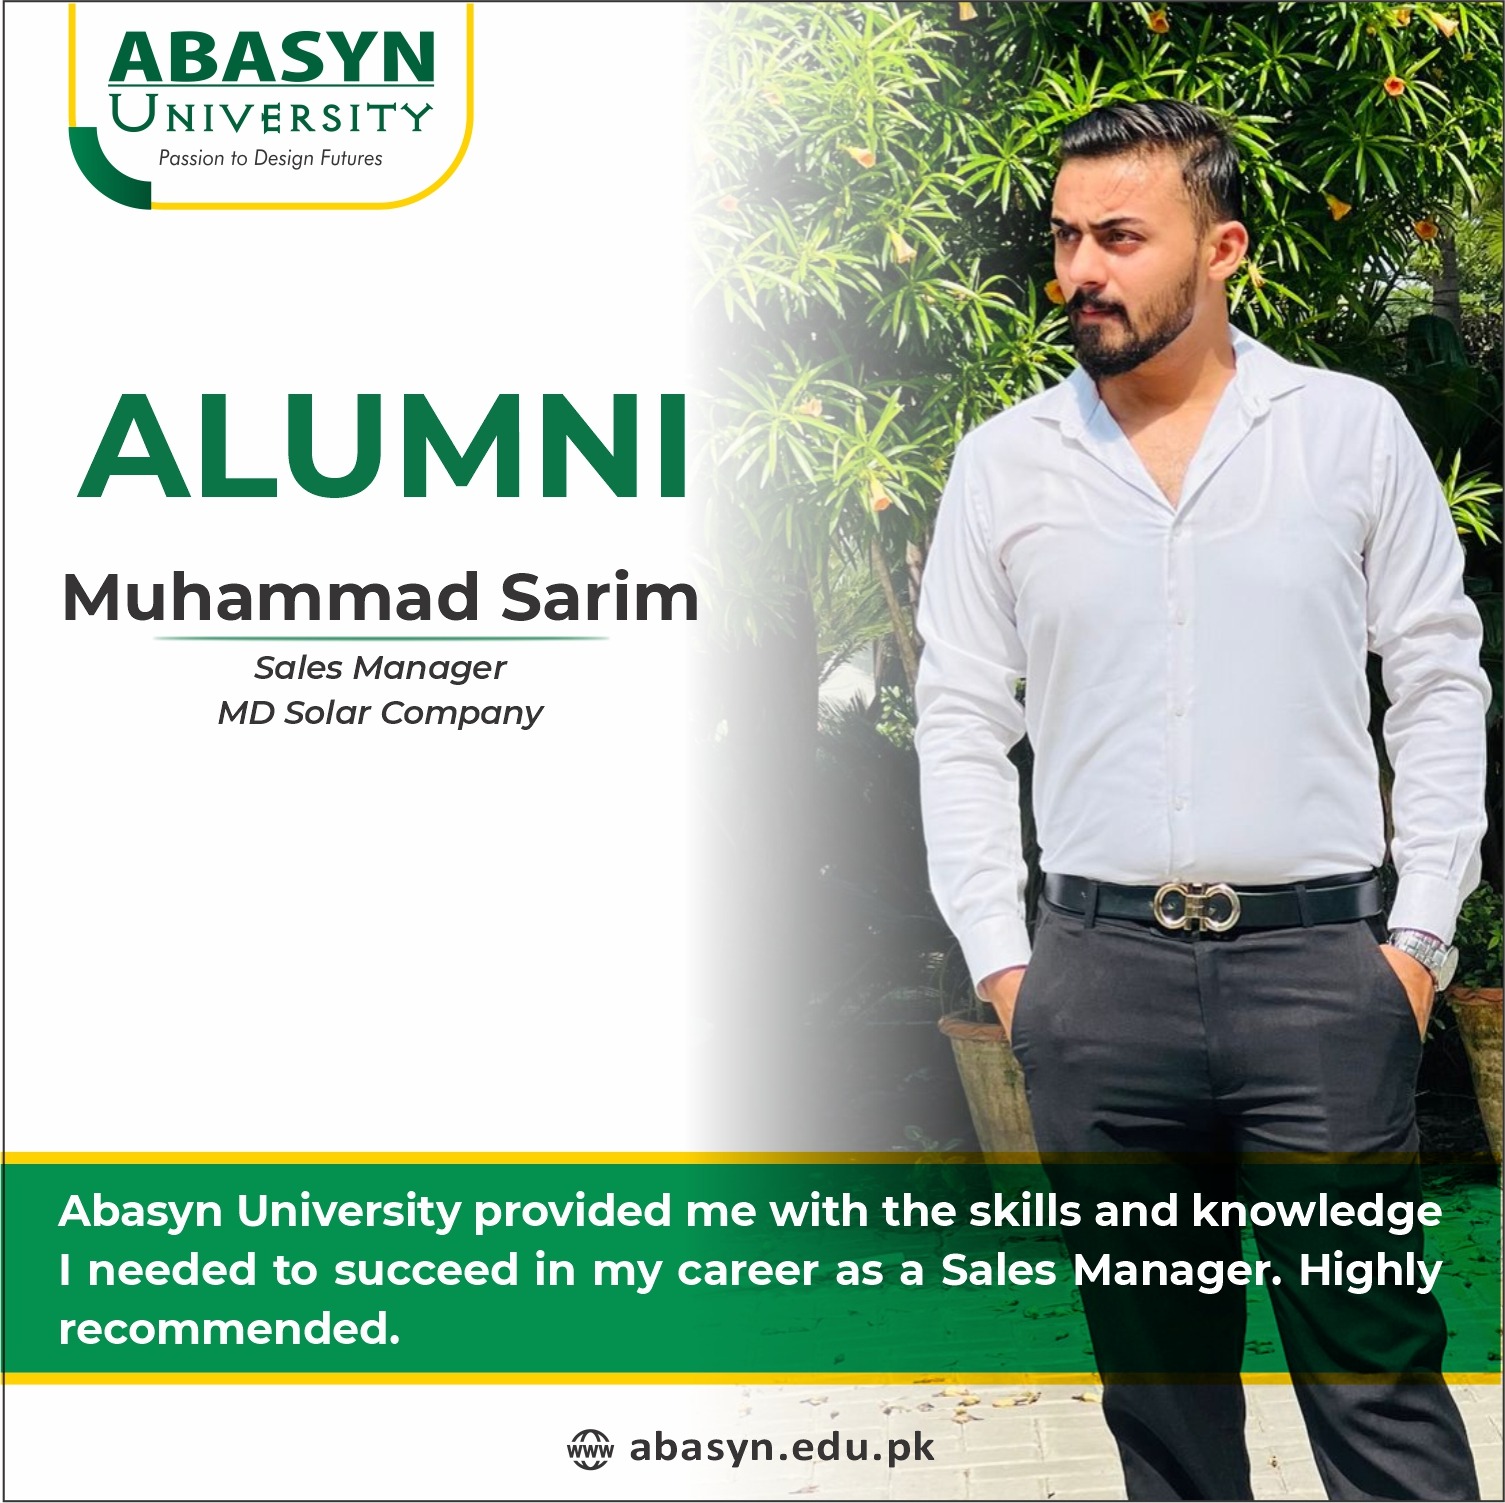 ABASYN
UNIVERSITY
Passion to Design Futures
ALUMNI
Muhammad Sarim
Sales Manager
MD Solar Company
Abasyn University provided me with the skills and knowledge
I needed to succeed in my career as a Sales Manager. Highly
recommended.
www abasyn.edu.pk